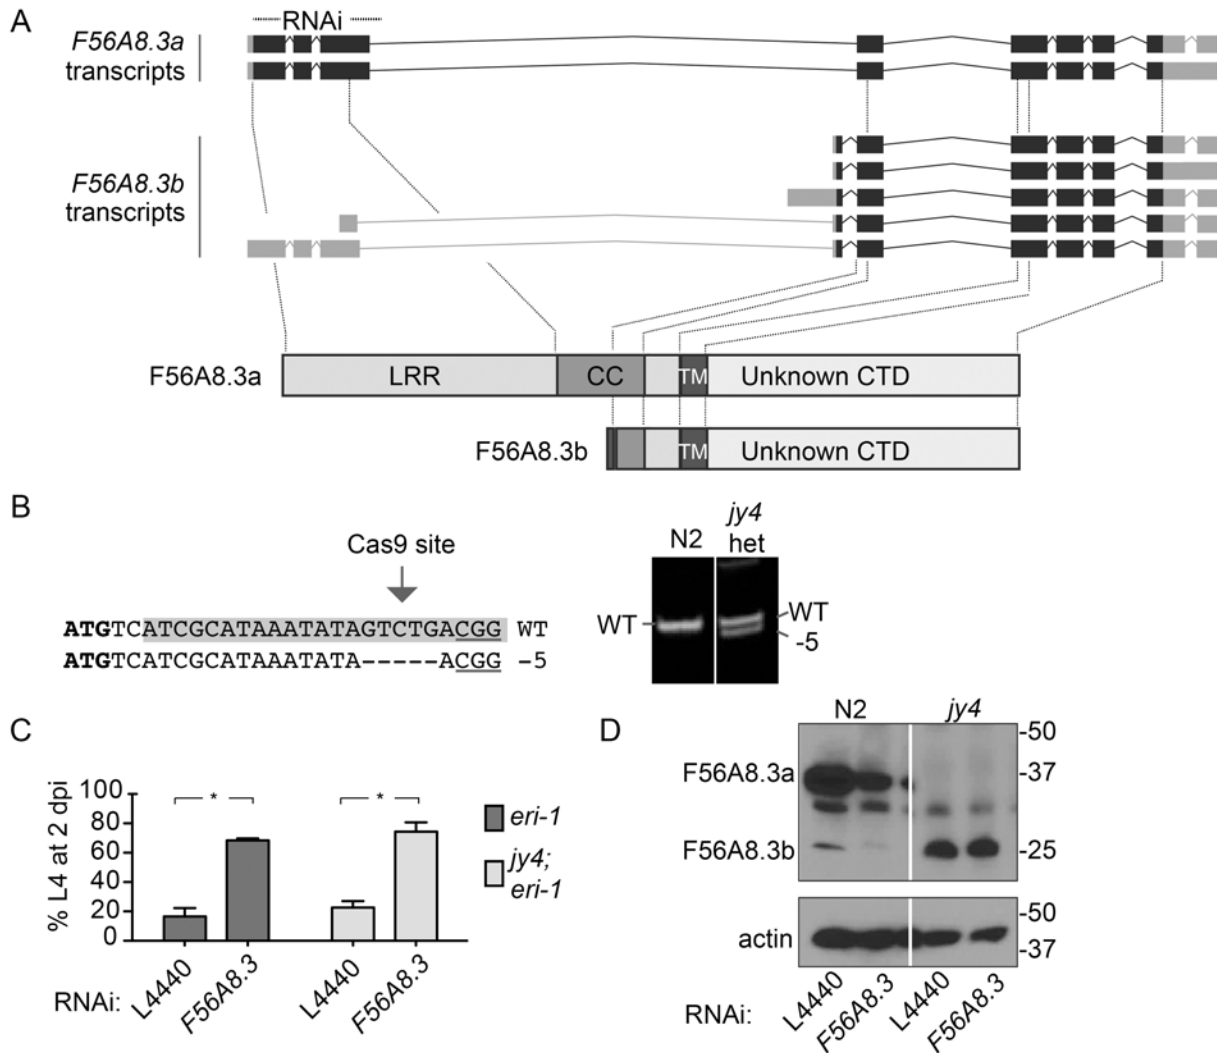 A
RNAi
F56A8.3a
transcripts
F56A8.3b
transcripts
F56A8.3a
LRR
CC
TM
Unknown CTD
F56A8.3b
TM
Unknown CTD
B
Cas9 site
ATGTCATCGCATAAATATAGTCTGACGG WT
ATGTCATCGCATAAATATA-----ACGG -5
N2
jy4
het
WT
WT
-5
C
% L4 at 2 dpi
100
80
60
40
20
0
*
*
eri-1
jy4;
eri-1
RNAi:
L4440
F56A8.3
L4440
F56A8.3
D
N2
jy4
F56A8.3a
F56A8.3b
-50
-37
-25
actin
-50
-37
RNAi:
L4440
F56A8.3
L4440
F56A8.3